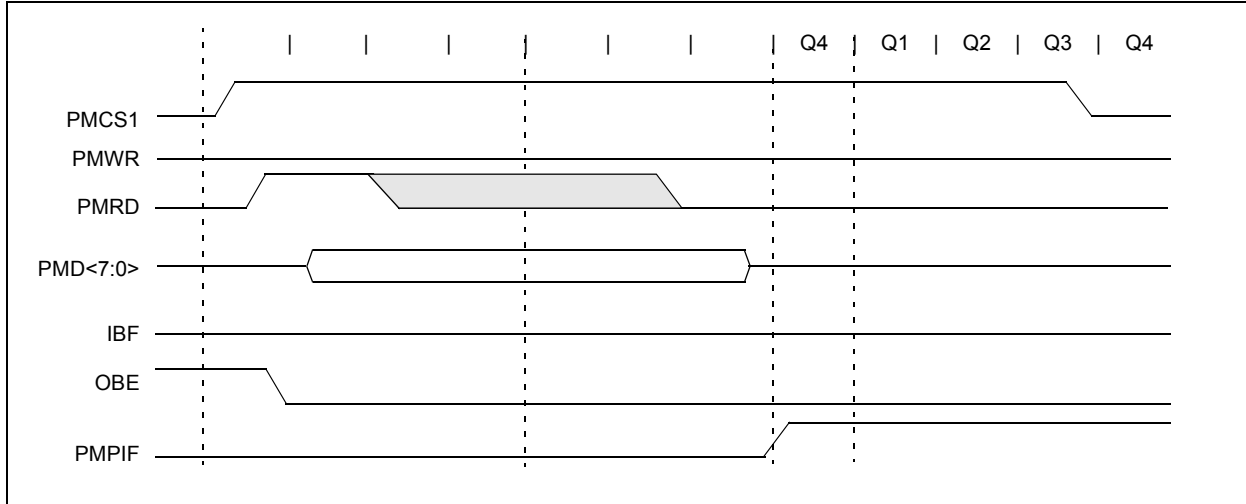 | | | | | | | Q4 | Q1 | Q2 | Q3 | Q4
PMCS1
PMWR
PMRD
PMD<7:0>
IBF
OBE
PMPIF